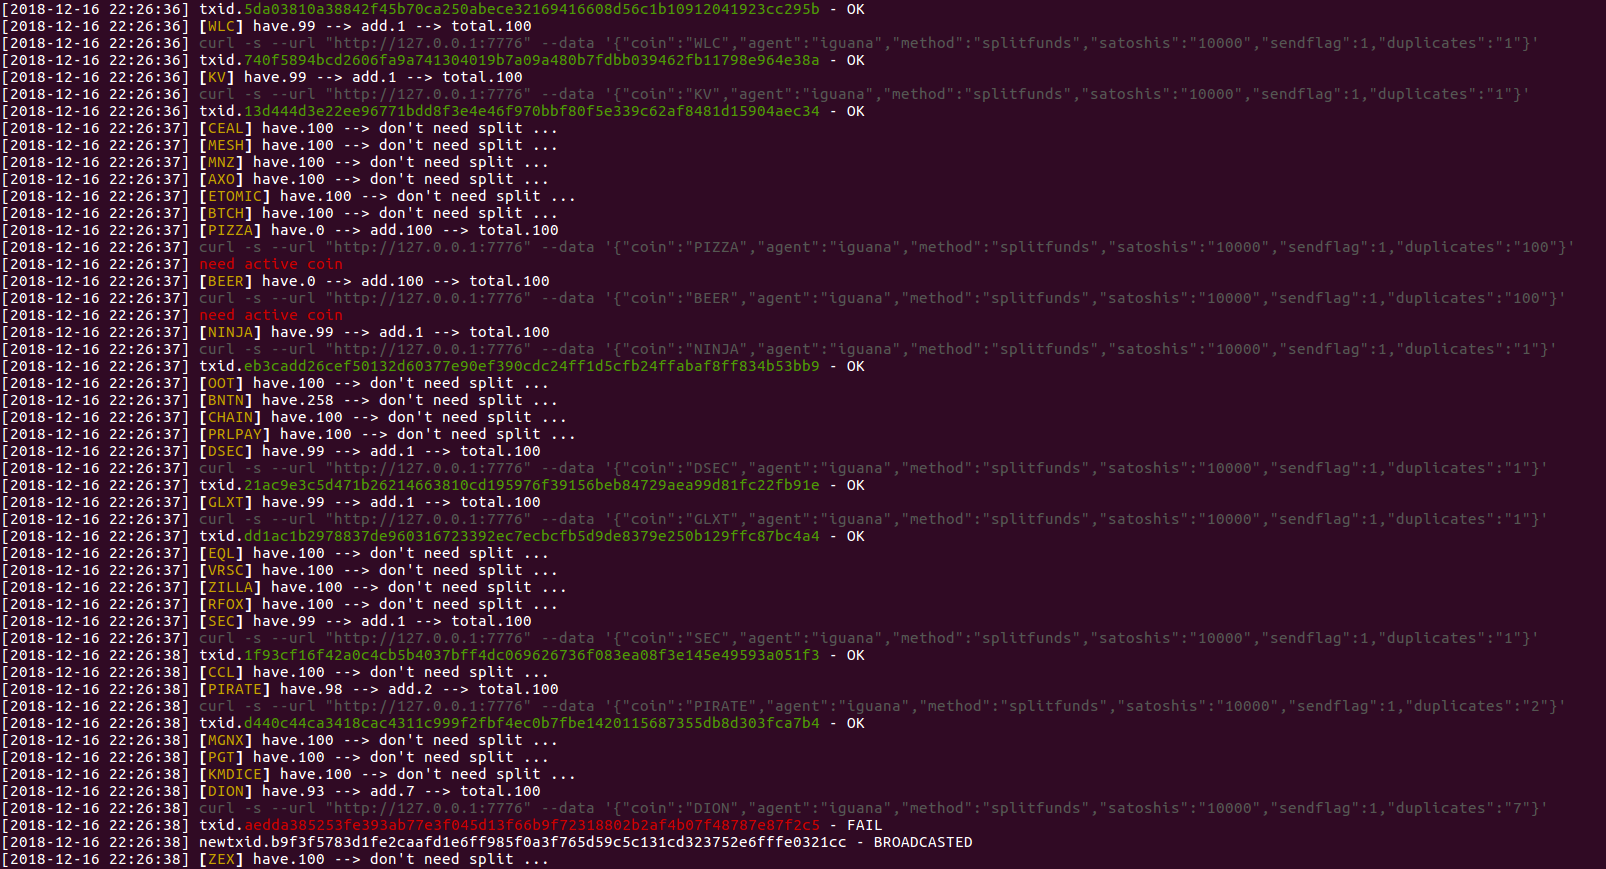 [2018-12-16 22:26:36] txid.5da03810a38842f45b70ca250abece32169416608d56c1b10912041923cc295b - OK
[2018-12-16 22:26:36] [WLC] have.99 --> add.1 --> total.100
[2018-12-16 22:26:36] curl -s --url "http://127.0.0.1:7776" --data '{"coin":"WLC","agent":"iguana","method":"splitfunds","satoshis":"10000","sendflag":1,"duplicates":"1"}'
[2018-12-16 22:26:36] txid.740f5894bcd2606fa9a741304019b7a09a480b7fdbb039462fb11798e964e38a - OK
[2018-12-16 22:26:36] [KV] have.99 --> add.1 --> total.100
[2018-12-16 22:26:36] curl -s --url "http://127.0.0.1:7776" --data '{"coin":"KV","agent":"iguana","method":"splitfunds","satoshis":"10000","sendflag":1,"duplicates":"1"}'
[2018-12-16 22:26:36] txid.13d444d3e22ee96771bdd8f3e4e46f970bbf80f5e339c62af8481d15904aec34 - OK
[2018-12-16 22:26:37] [CEAL] have.100 --> don't need split ...
[2018-12-16 22:26:37] [MESH] have.100 --> don't need split ...
[2018-12-16 22:26:37] [MNZ] have.100 --> don't need split ...
[2018-12-16 22:26:37] [AXO] have.100 --> don't need split ...
[2018-12-16 22:26:37] [ETOMIC] have.100 --> don't need split ...
[2018-12-16 22:26:37] [BTCH] have.100 --> don't need split ...
[2018-12-16 22:26:37] [PIZZA] have.0 --> add.100 --> total.100
[2018-12-16 22:26:37] curl -s --url "http://127.0.0.1:7776" --data '{"coin":"PIZZA","agent":"iguana","method":"splitfunds","satoshis":"10000","sendflag":1,"duplicates":"100"}'
[2018-12-16 22:26:37] need active coin
[2018-12-16 22:26:37] [BEER] have.0 --> add.100 --> total.100
[2018-12-16 22:26:37] curl -s --url "http://127.0.0.1:7776" --data '{"coin":"BEER","agent":"iguana","method":"splitfunds","satoshis":"10000","sendflag":1,"duplicates":"100"}'
[2018-12-16 22:26:37] need active coin
[2018-12-16 22:26:37] [NINJA] have.99 --> add.1 --> total.100
[2018-12-16 22:26:37] curl -s --url "http://127.0.0.1:7776" --data '{"coin":"NINJA","agent":"iguana","method":"splitfunds","satoshis":"10000","sendflag":1,"duplicates":"1"}'
[2018-12-16 22:26:37] txid.eb3cadd26cef50132d60377e90ef390cdc24ff1d5cfb24ffabaf8ff834b53bb9 - OK
[2018-12-16 22:26:37] [OOT] have.100 --> don't need split ...
[2018-12-16 22:26:37] [BNTN] have.258 --> don't need split ...
[2018-12-16 22:26:37] [CHAIN] have.100 --> don't need split ...
[2018-12-16 22:26:37] [PRLPAY] have.100 --> don't need split ...
[2018-12-16 22:26:37] [DSEC] have.99 --> add.1 --> total.100
[2018-12-16 22:26:37] curl -s --url "http://127.0.0.1:7776" --data '{"coin":"DSEC","agent":"iguana","method":"splitfunds","satoshis":"10000","sendflag":1,"duplicates":"1"}'
[2018-12-16 22:26:37] txid.21ac9e3c5d471b26214663810cd195976f39156beb84729aea99d81fc22fb91e - OK
[2018-12-16 22:26:37] [GLXT] have.99 --> add.1 --> total.100
[2018-12-16 22:26:37] curl -s --url "http://127.0.0.1:7776" --data '{"coin":"GLXT","agent":"iguana","method":"splitfunds","satoshis":"10000","sendflag":1,"duplicates":"1"}'
[2018-12-16 22:26:37] txid.dd1ac1b2978837de960316723392ec7ecbcfb5d9de8379e250b129ffc87bc4a4 - OK
[2018-12-16 22:26:37] [EQL] have.100 --> don't need split ...
[2018-12-16 22:26:37] [VRSC] have.100 --> don't need split ...
[2018-12-16 22:26:37] [ZILLA] have.100 --> don't need split ...
[2018-12-16 22:26:37] [RFOX] have.100 --> don't need split ...
[2018-12-16 22:26:37] [SEC] have.99 --> add.1 --> total.100
[2018-12-16 22:26:37] curl -s --url "http://127.0.0.1:7776" --data '{"coin":"SEC","agent":"iguana","method":"splitfunds","satoshis":"10000","sendflag":1,"duplicates":"1"}'
[2018-12-16 22:26:38] txid.1f93cf16f42a0c4cb5b4037bff4dc069626736f083ea08f3e145e49593a051f3 - OK
[2018-12-16 22:26:38] [CCL] have.100 --> don't need split ...
[2018-12-16 22:26:38] [PIRATE] have.98 --> add.2 --> total.100
[2018-12-16 22:26:38] curl -s --url "http://127.0.0.1:7776" --data '{"coin":"PIRATE","agent":"iguana","method":"splitfunds","satoshis":"10000","sendflag":1,"duplicates":"2"}'
[2018-12-16 22:26:38] txid.d440c44ca3418cac4311c999f2fbf4ec0b7fbe1420115687355db8d303fca7b4 - OK
[2018-12-16 22:26:38] [MGNX] have.100 --> don't need split ...
[2018-12-16 22:26:38] [PGT] have.100 --> don't need split ...
[2018-12-16 22:26:38] [KMDICE] have.100 --> don't need split ...
[2018-12-16 22:26:38] [DION] have.93 --> add.7 --> total.100
[2018-12-16 22:26:38] curl -s --url "http://127.0.0.1:7776" --data '{"coin":"DION","agent":"iguana","method":"splitfunds","satoshis":"10000","sendflag":1,"duplicates":"7"}'
[2018-12-16 22:26:38] txid.aedda385253fe393ab77e3f045d13f66b9f72318802b2af4b07f48787e87f2c5 - FAIL
[2018-12-16 22:26:38] newtxid.b9f3f5783d1fe2caafd1e6ff985f0a3f765d59c5c131cd323752e6fffe0321cc - BROADCASTED
[2018-12-16 22:26:38] [ZEX] have.100 --> don't need split ...